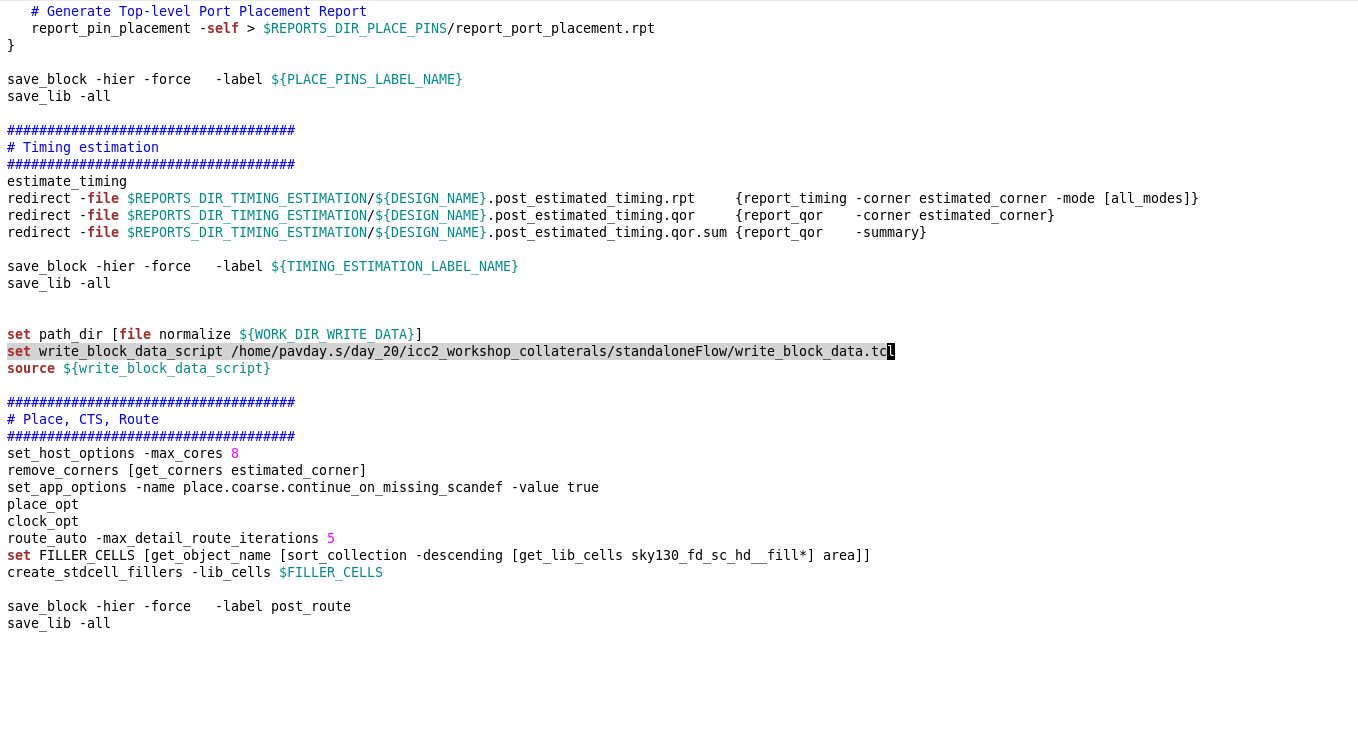 # Generate Top-level Port Placement Report
report_pin_placement -self > $REPORTS_DIR_PLACE_PINS/report_port_placement.rpt
}
save_block -hier -force   -label ${PLACE_PINS_LABEL_NAME}
save_lib -all
####################################
# Timing estimation
####################################
estimate_timing
redirect -file $REPORTS_DIR_TIMING_ESTIMATION/${DESIGN_NAME}.post_estimated_timing.rpt     {report_timing -corner estimated_corner -mode [all_modes]}
redirect -file $REPORTS_DIR_TIMING_ESTIMATION/${DESIGN_NAME}.post_estimated_timing.qor     {report_qor    -corner estimated_corner}
redirect -file $REPORTS_DIR_TIMING_ESTIMATION/${DESIGN_NAME}.post_estimated_timing.qor.sum {report_qor    -summary}
save_block -hier -force   -label ${TIMING_ESTIMATION_LABEL_NAME}
save_lib -all
set path_dir [file normalize ${WORK_DIR_WRITE_DATA}]
set write_block_data_script /home/pavday.s/day_20/icc2_workshop_collaterals/standaloneFlow/write_block_data.tcl
source ${write_block_data_script}
####################################
# Place, CTS, Route
####################################
set_host_options -max_cores 8
remove_corners [get_corners estimated_corner]
set_app_options -name place.coarse.continue_on_missing_scandef -value true
place_opt
clock_opt
route_auto -max_detail_route_iterations 5
set FILLER_CELLS [get_object_name [sort_collection -descending [get_lib_cells sky130_fd_sc_hd__fill*] area]]
create_stdcell_fillers -lib_cells $FILLER_CELLS
save_block -hier -force   -label post_route
save_lib -all